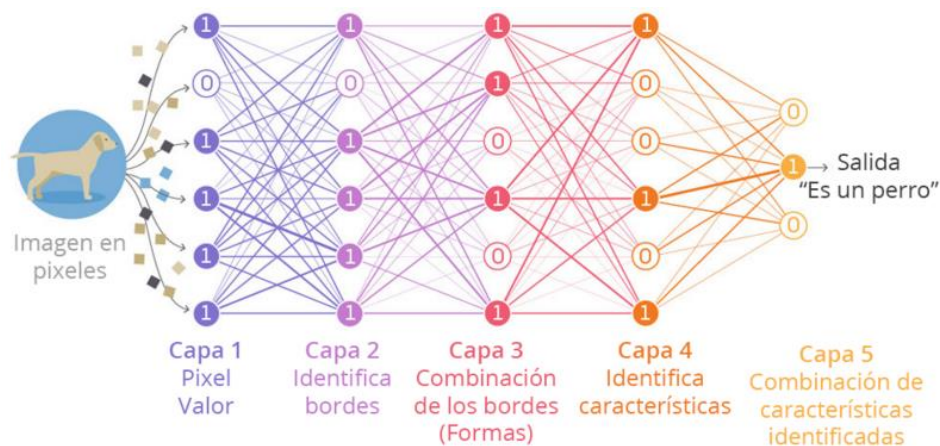 1 1 1 1
0 0 1 0
0
1 1 0 0
1 → Salida
"Es un perro"
1 1 1 1
0
1 1 0 0
1 1 1 1
Imagen en
pixeles
Capa 1
Pixel
Valor
Capa 2
Identifica
bordes
Capa 3
Combinación
de los bordes
(Formas)
Capa 4
Identifica
características
Capa 5
Combinación de
características
identificadas